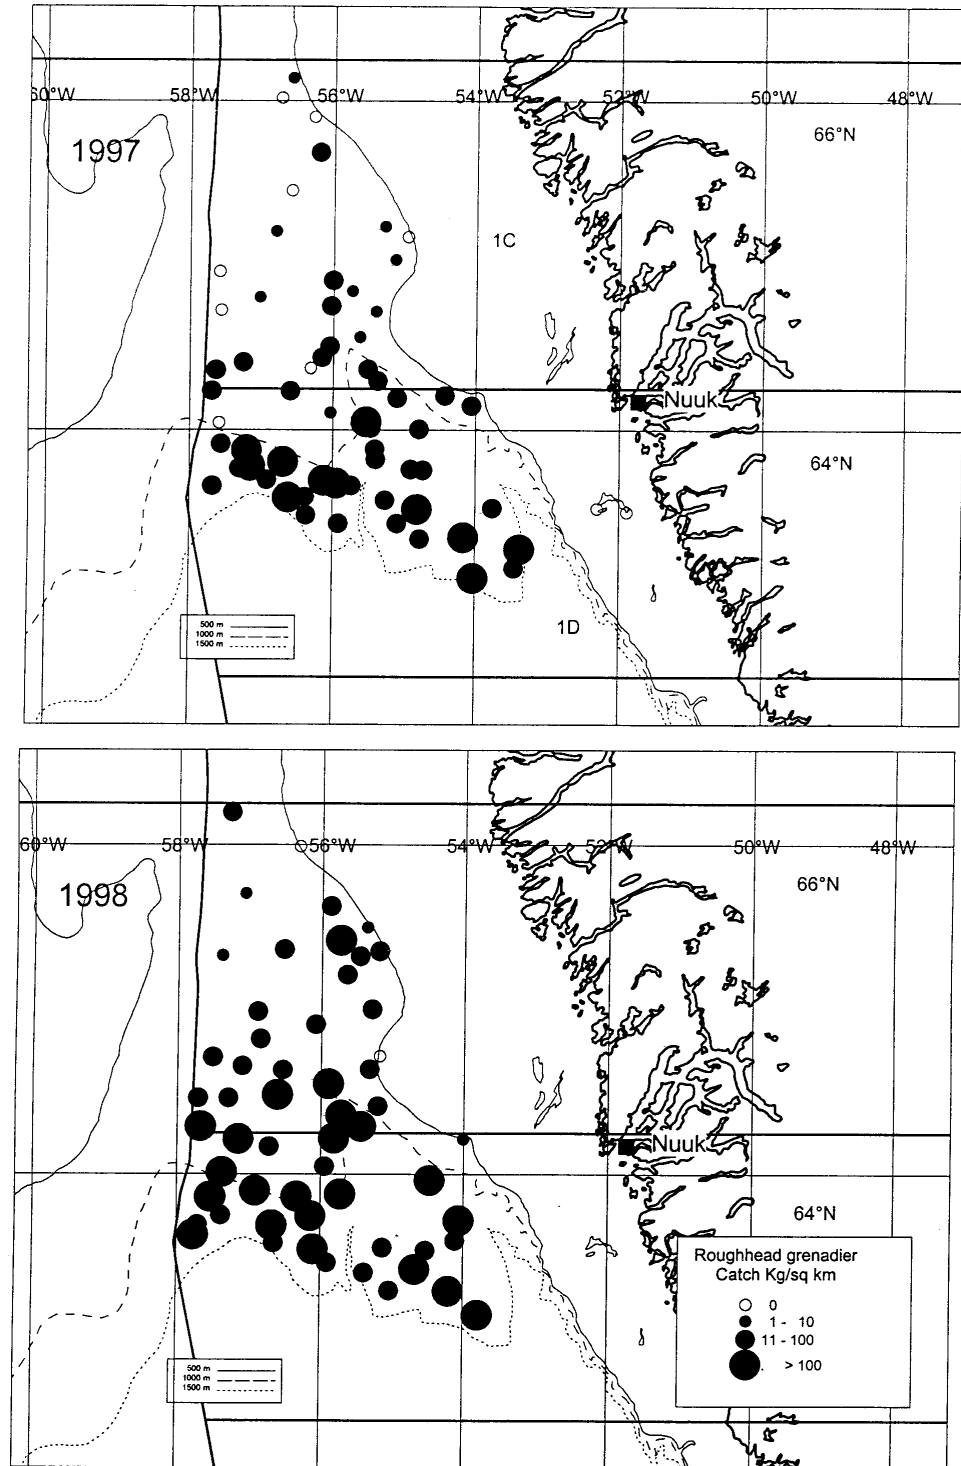 60°W 58°W 56°W 54°W 52°W 50°W 48°W
66°N
1997
1C
Nuuk
64°N
500 m
1000 m
1500 m
1D
60°W 58°W 56°W 54°W 52°W 50°W 48°W
66°N
1998
Nuuk
64°N
Roughhead grenadier
Catch Kg/sq km
0
1 - 10
11 - 100
> 100
500 m
1000 m
1500 m